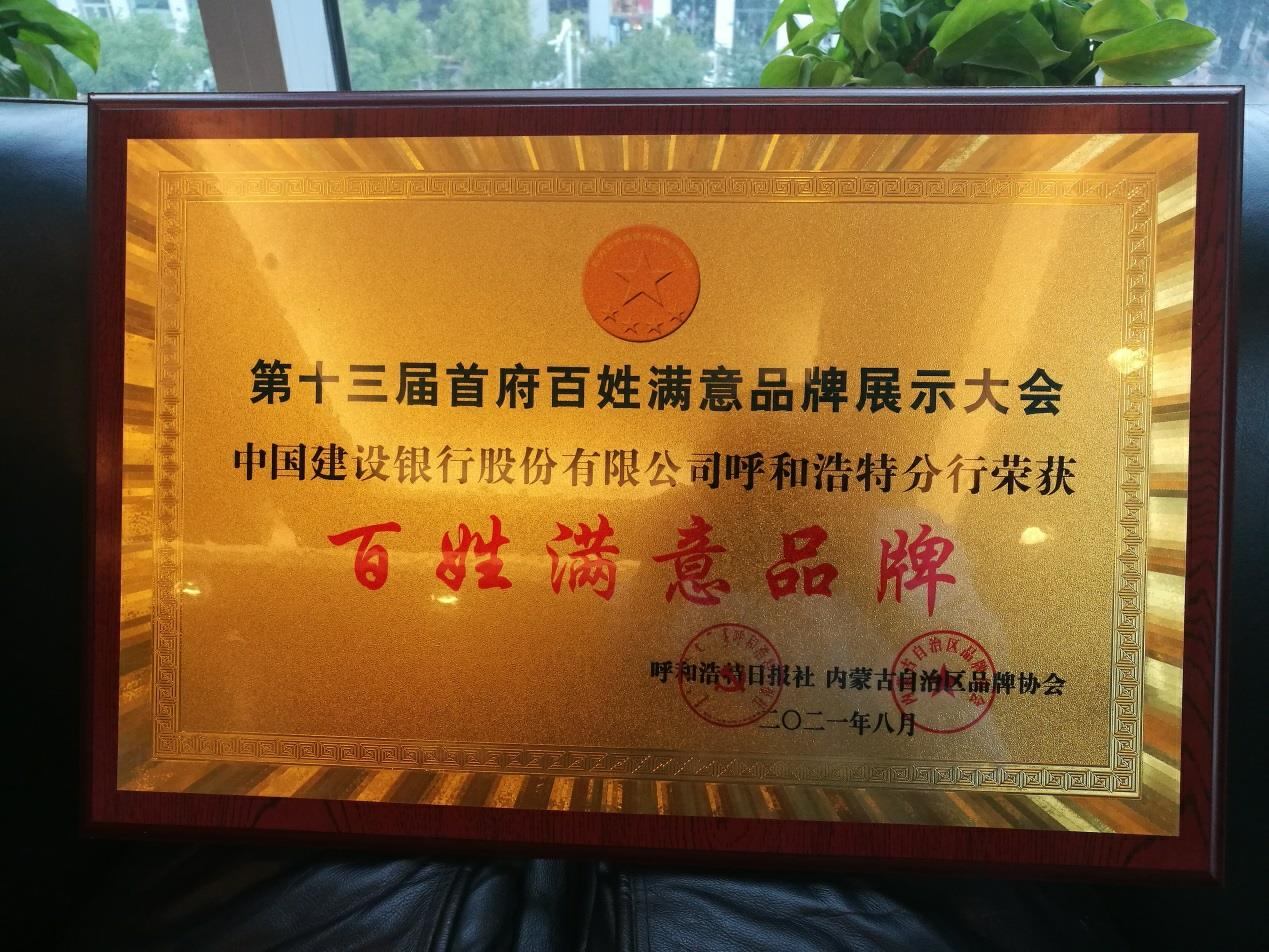 第十三届首府百姓满意品牌展示大会
中国建设银行股份有限公司呼和浩特分行荣获
百姓满意品牌
呼和浩特日报社 内蒙古自治区品牌协会
二〇二一年八月